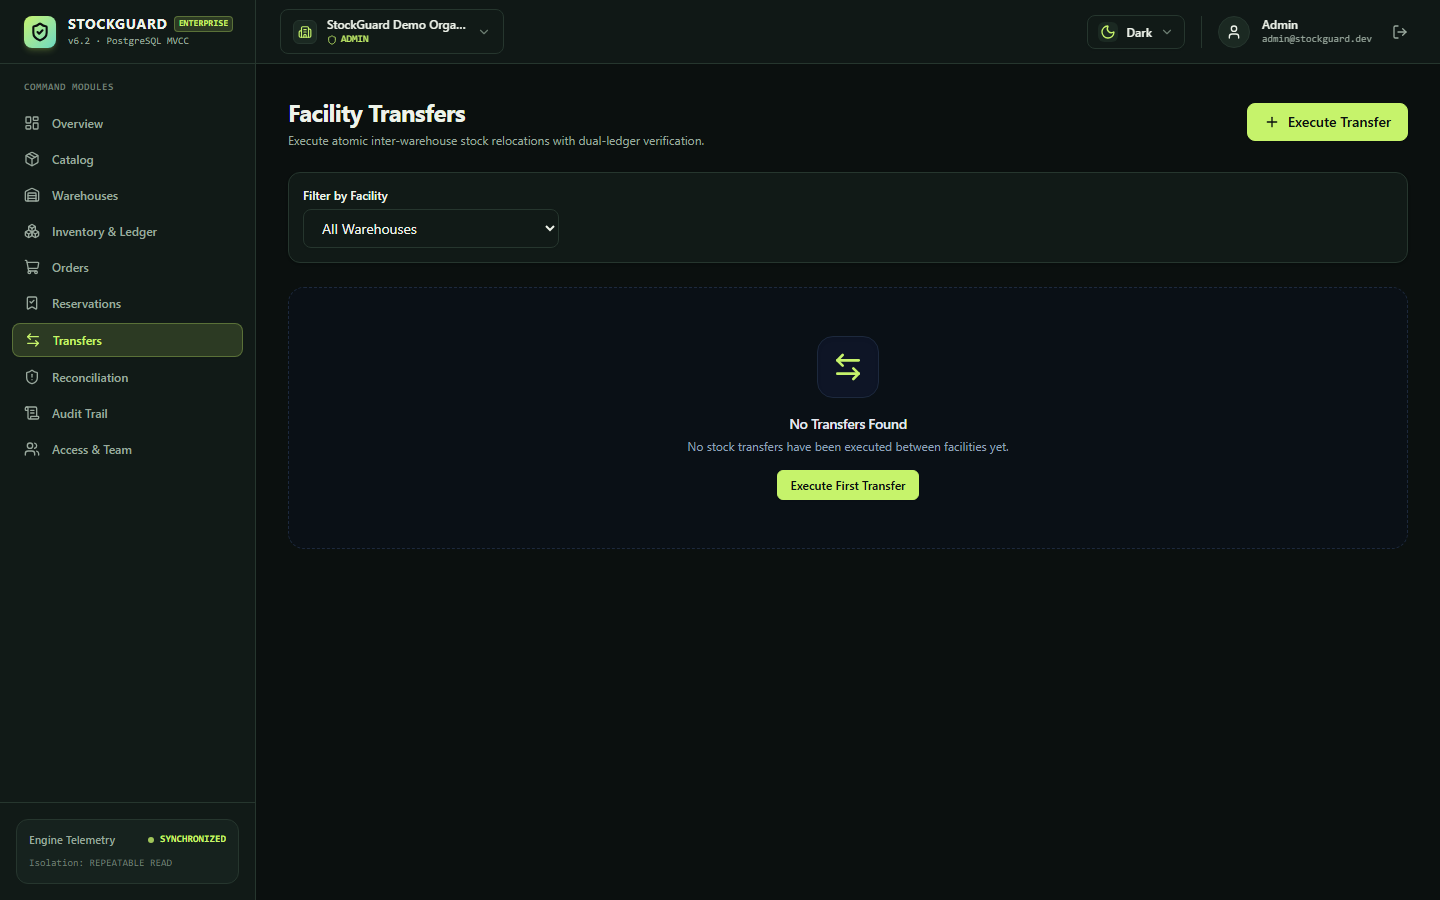 STOCKGUARD ENTERPRISE
v6.2 · PostgreSQL MVCC
StockGuard Demo Orga...
ADMIN
Dark
Admin
admin@stockguard.dev
COMMAND MODULES
Overview
Catalog
Warehouses
Inventory & Ledger
Orders
Reservations
Transfers
Reconciliation
Audit Trail
Access & Team
Engine Telemetry
SYNCHRONIZED
Isolation: REPEATABLE READ
Facility Transfers
Execute atomic inter-warehouse stock relocations with dual-ledger verification.
Execute Transfer
Filter by Facility
All Warehouses
No Transfers Found
No stock transfers have been executed between facilities yet.
Execute First Transfer